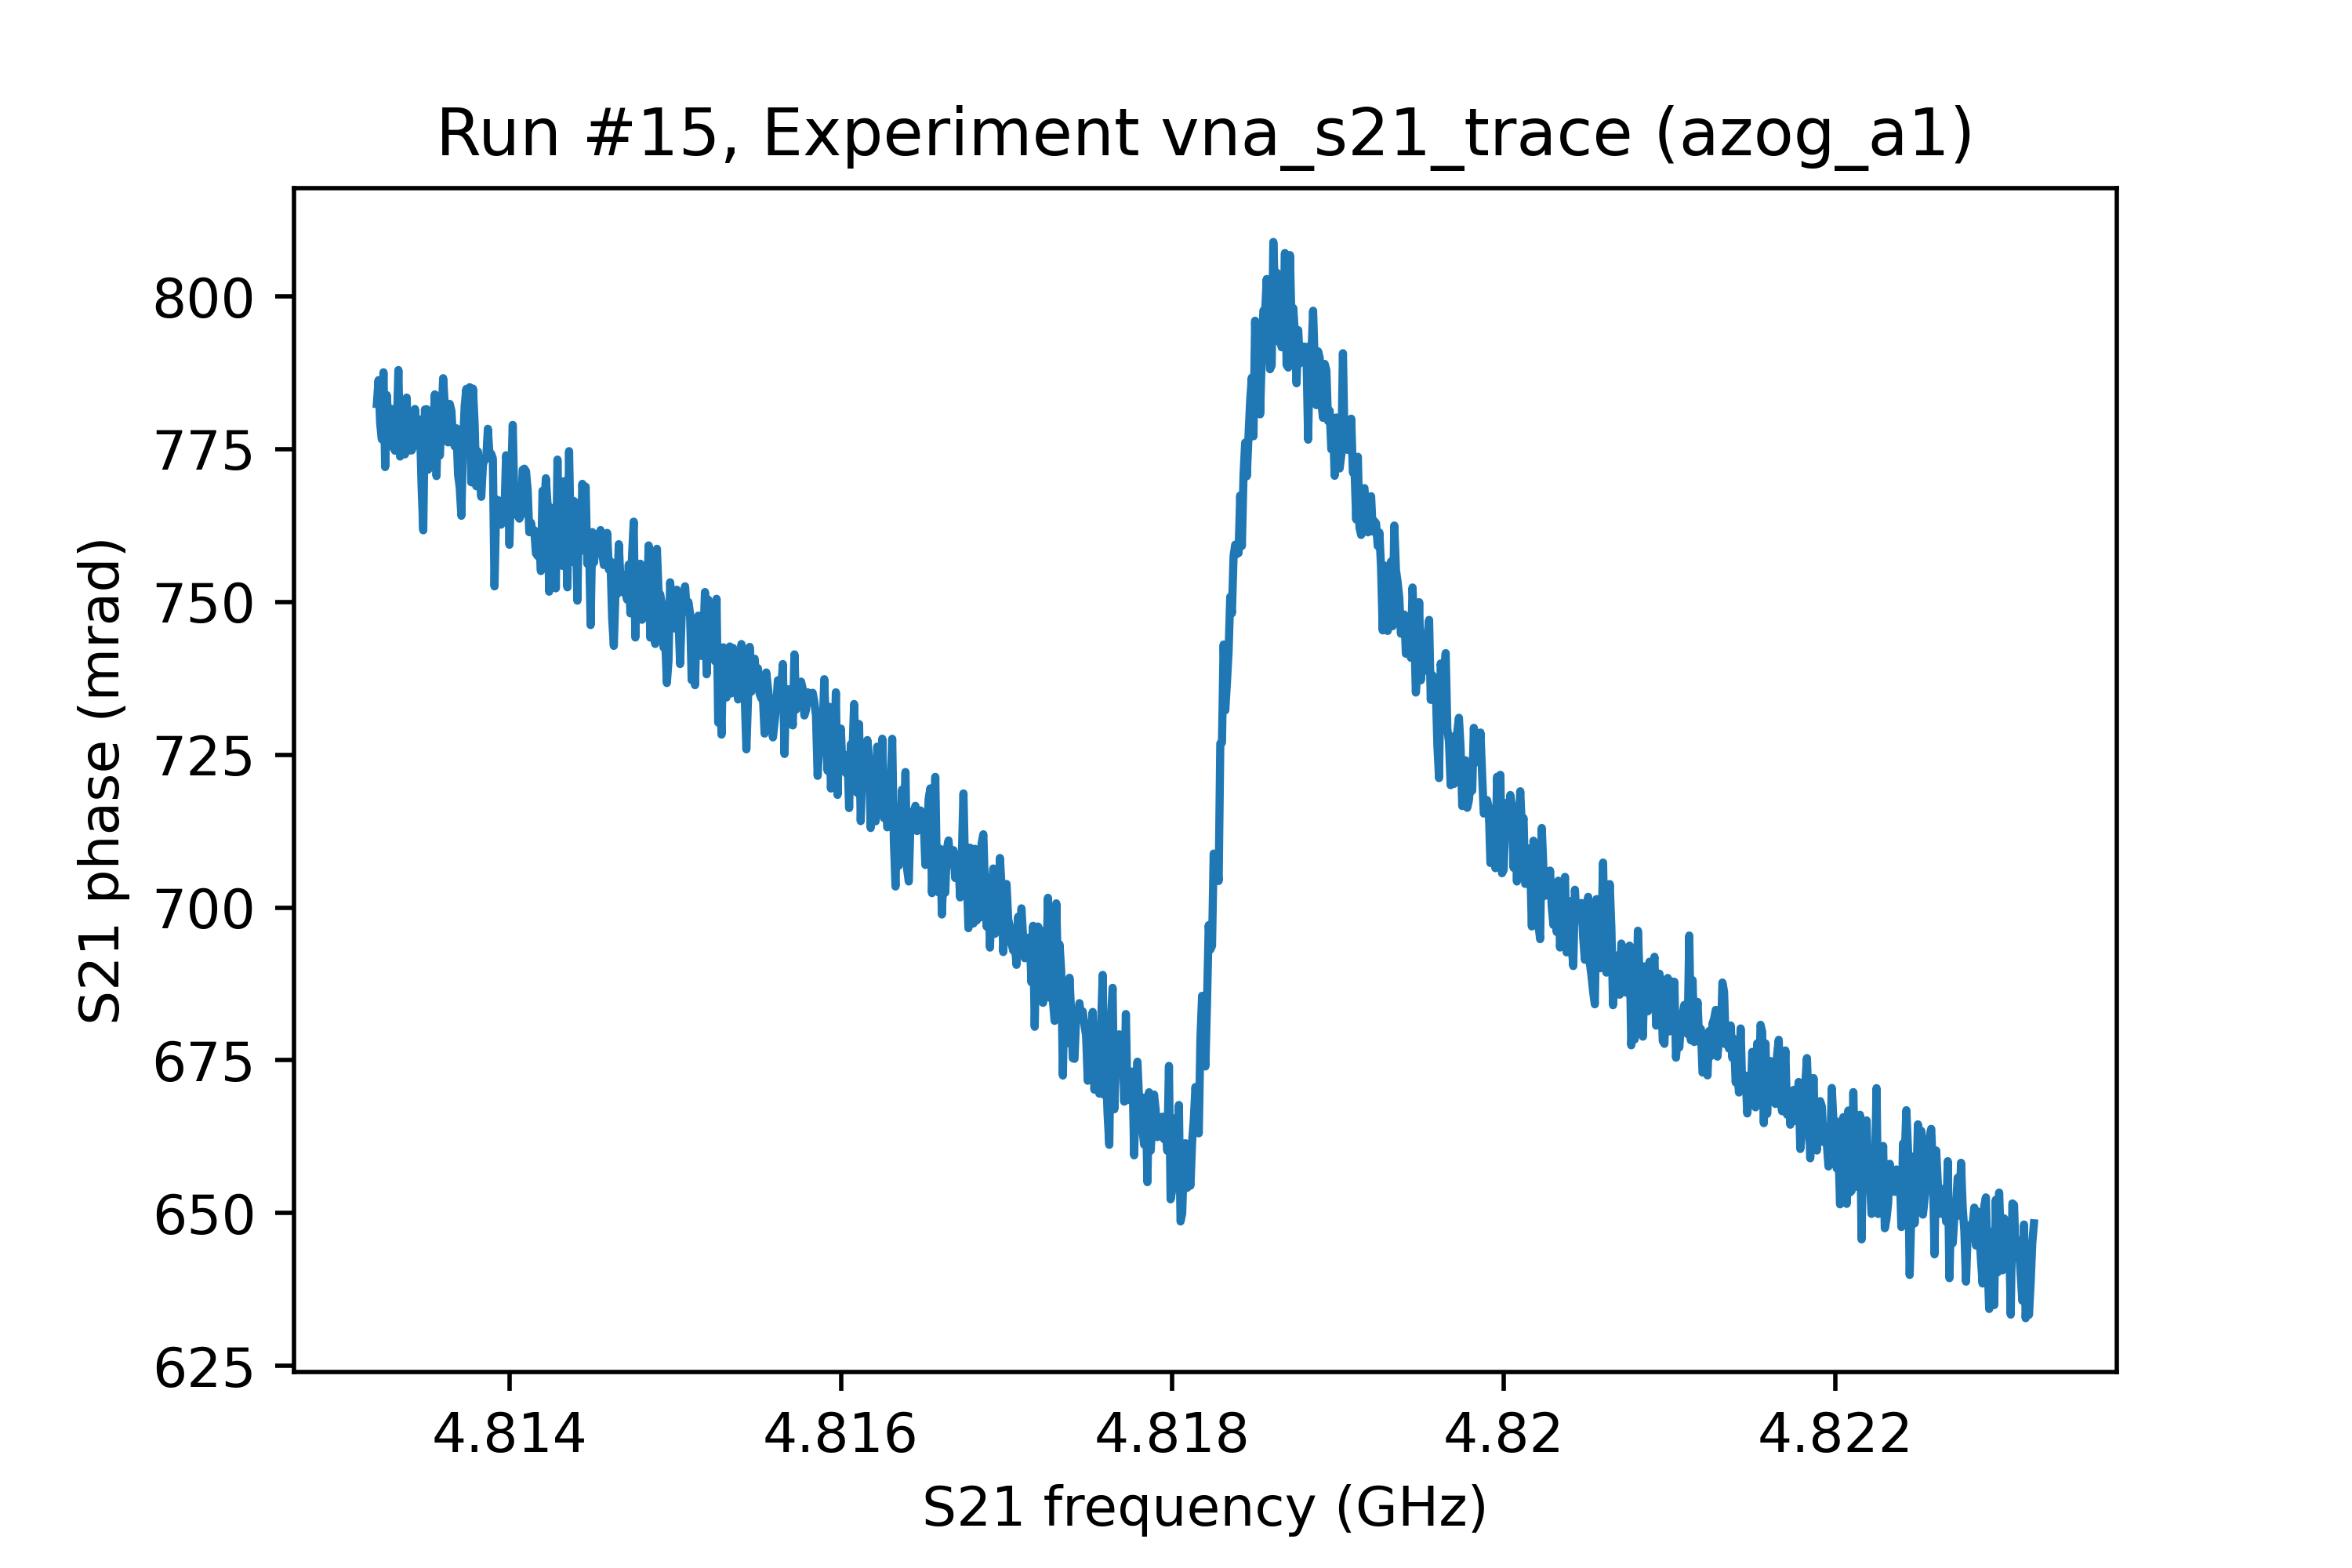 Run #15, Experiment vna_s21_trace (azog_a1)
S21 phase (mrad)
800
775
750
725
700
675
650
625
4.814 4.816 4.818 4.82 4.822
S21 frequency (GHz)